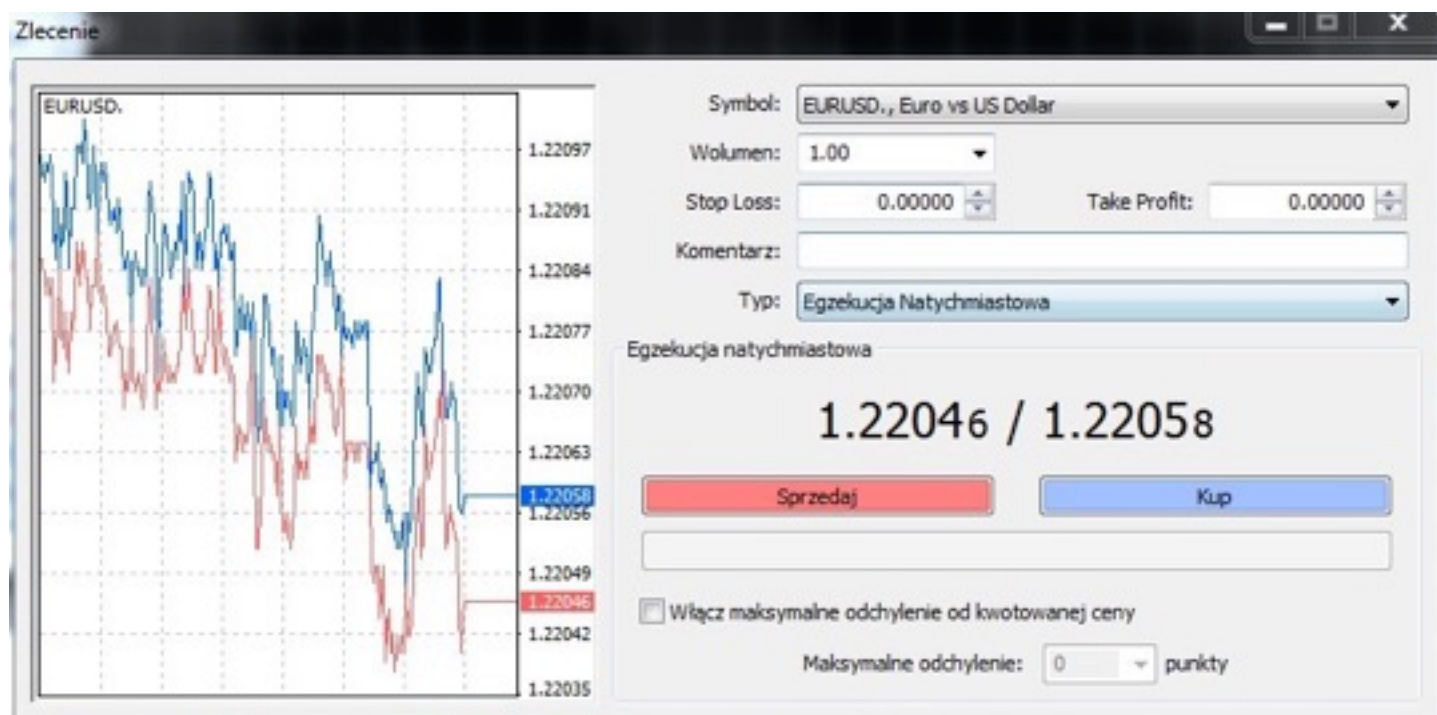 Zlecenie
EURUSD.
1.22097
1.22091
1.22084
1.22077
1.22070
1.22063
1.22058
1.22056
1.22049
1.22046
1.22042
1.22035
Symbol: EURUSD., Euro vs US Dollar
Wolumen: 1.00
Stop Loss: 0.00000 Take Profit: 0.00000
Komentarz:
Typ: Egzekucja Natychmiastowa
Egzekucja natychmiastowa
1.22046 / 1.22058
Sprzedaj Kup
Włącz maksymalne odchylenie od kwotowanej ceny
Maksymalne odchylenie: 0 punkty